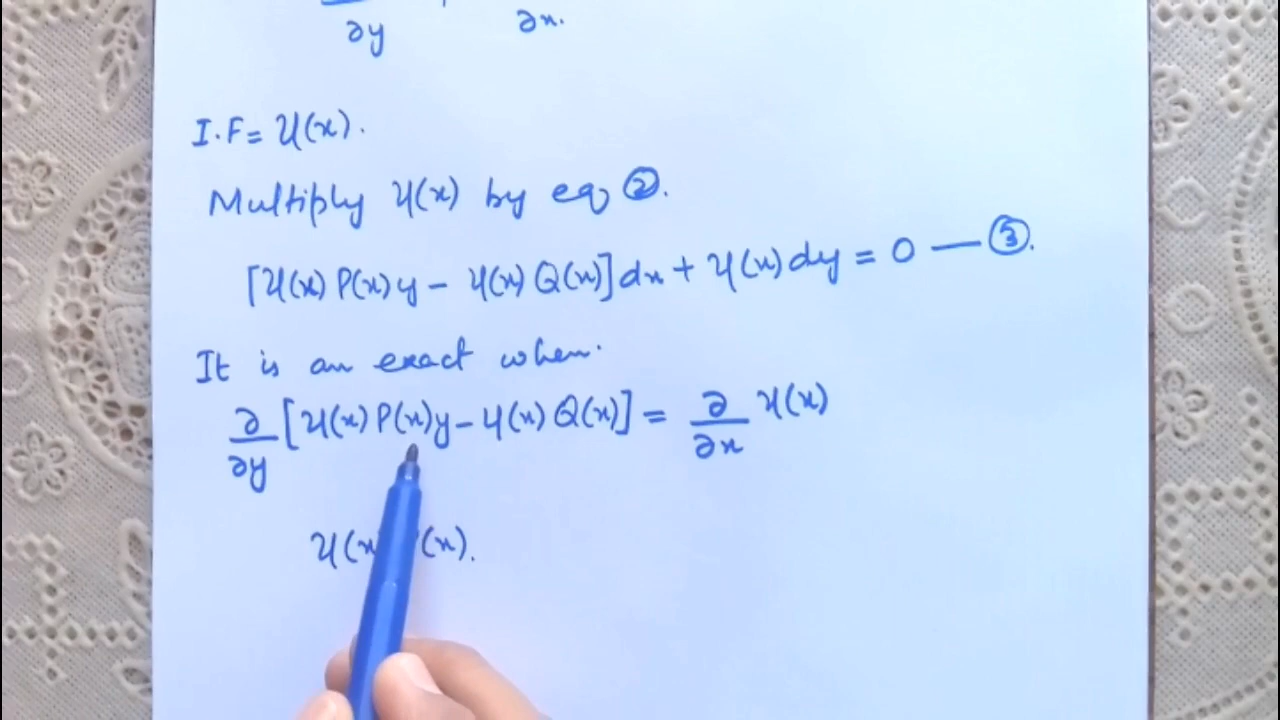 ∂y ∂x.
I.F = u(x).
Multiply u(x) by eq ②.
[u(x) P(x) y − u(x) Q(x)] dx + u(x) dy = 0 — ③.
It is an exact when.
∂/∂y [u(x) P(x)y − u(x) Q(x)] = ∂/∂x u(x)
u(x) (x).